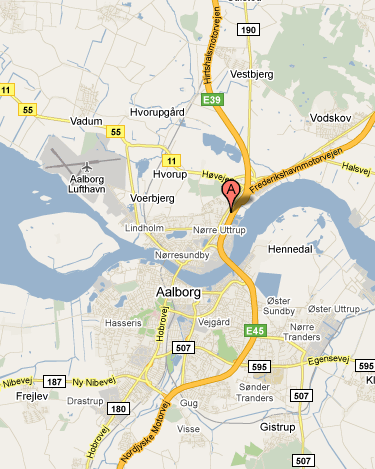 Hirtshalsmotorvejen
190
Vestbjerg
E39
11
55
Hvorupgård
Vodskov
Vadum
55
11
Hvorup
Høvej
Frederikshavnmotorvejen
Halsvej
Aalborg
Lufthavn
Voerbjerg
A
Lindholm
Nørre Uttrup
Hennedal
Nørresundby
Aalborg
Øster
Sundby
Øster Uttrup
Hasseris
Hobrovej
Vejgård
E45
Nørre
Tranders
507
595
Egensevej
595
Nibevej
187
Ny Nibevej
Frejlev
Drastrup
180
Gug
Sønder
Tranders
507
Kl
Hobrovej
Nordjyske Motorvej
Visse
Gistrup